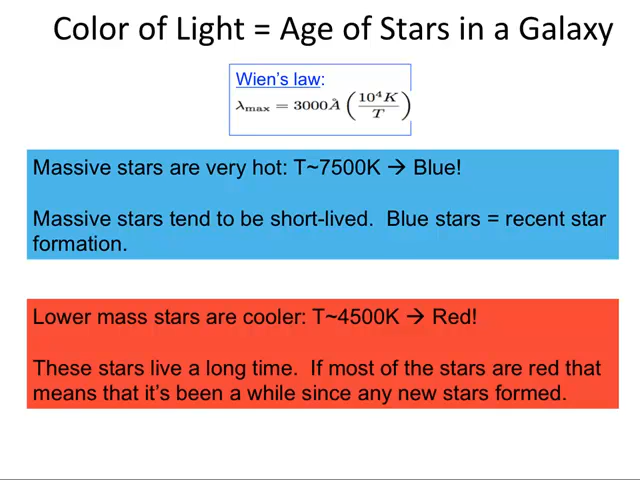 Color of Light = Age of Stars in a Galaxy
Wien's law:
λmax = 3000Å (10⁴K / T)
Massive stars are very hot: T~7500K → Blue!
Massive stars tend to be short-lived.  Blue stars = recent star
formation.
Lower mass stars are cooler: T~4500K → Red!
These stars live a long time.  If most of the stars are red that
means that it's been a while since any new stars formed.